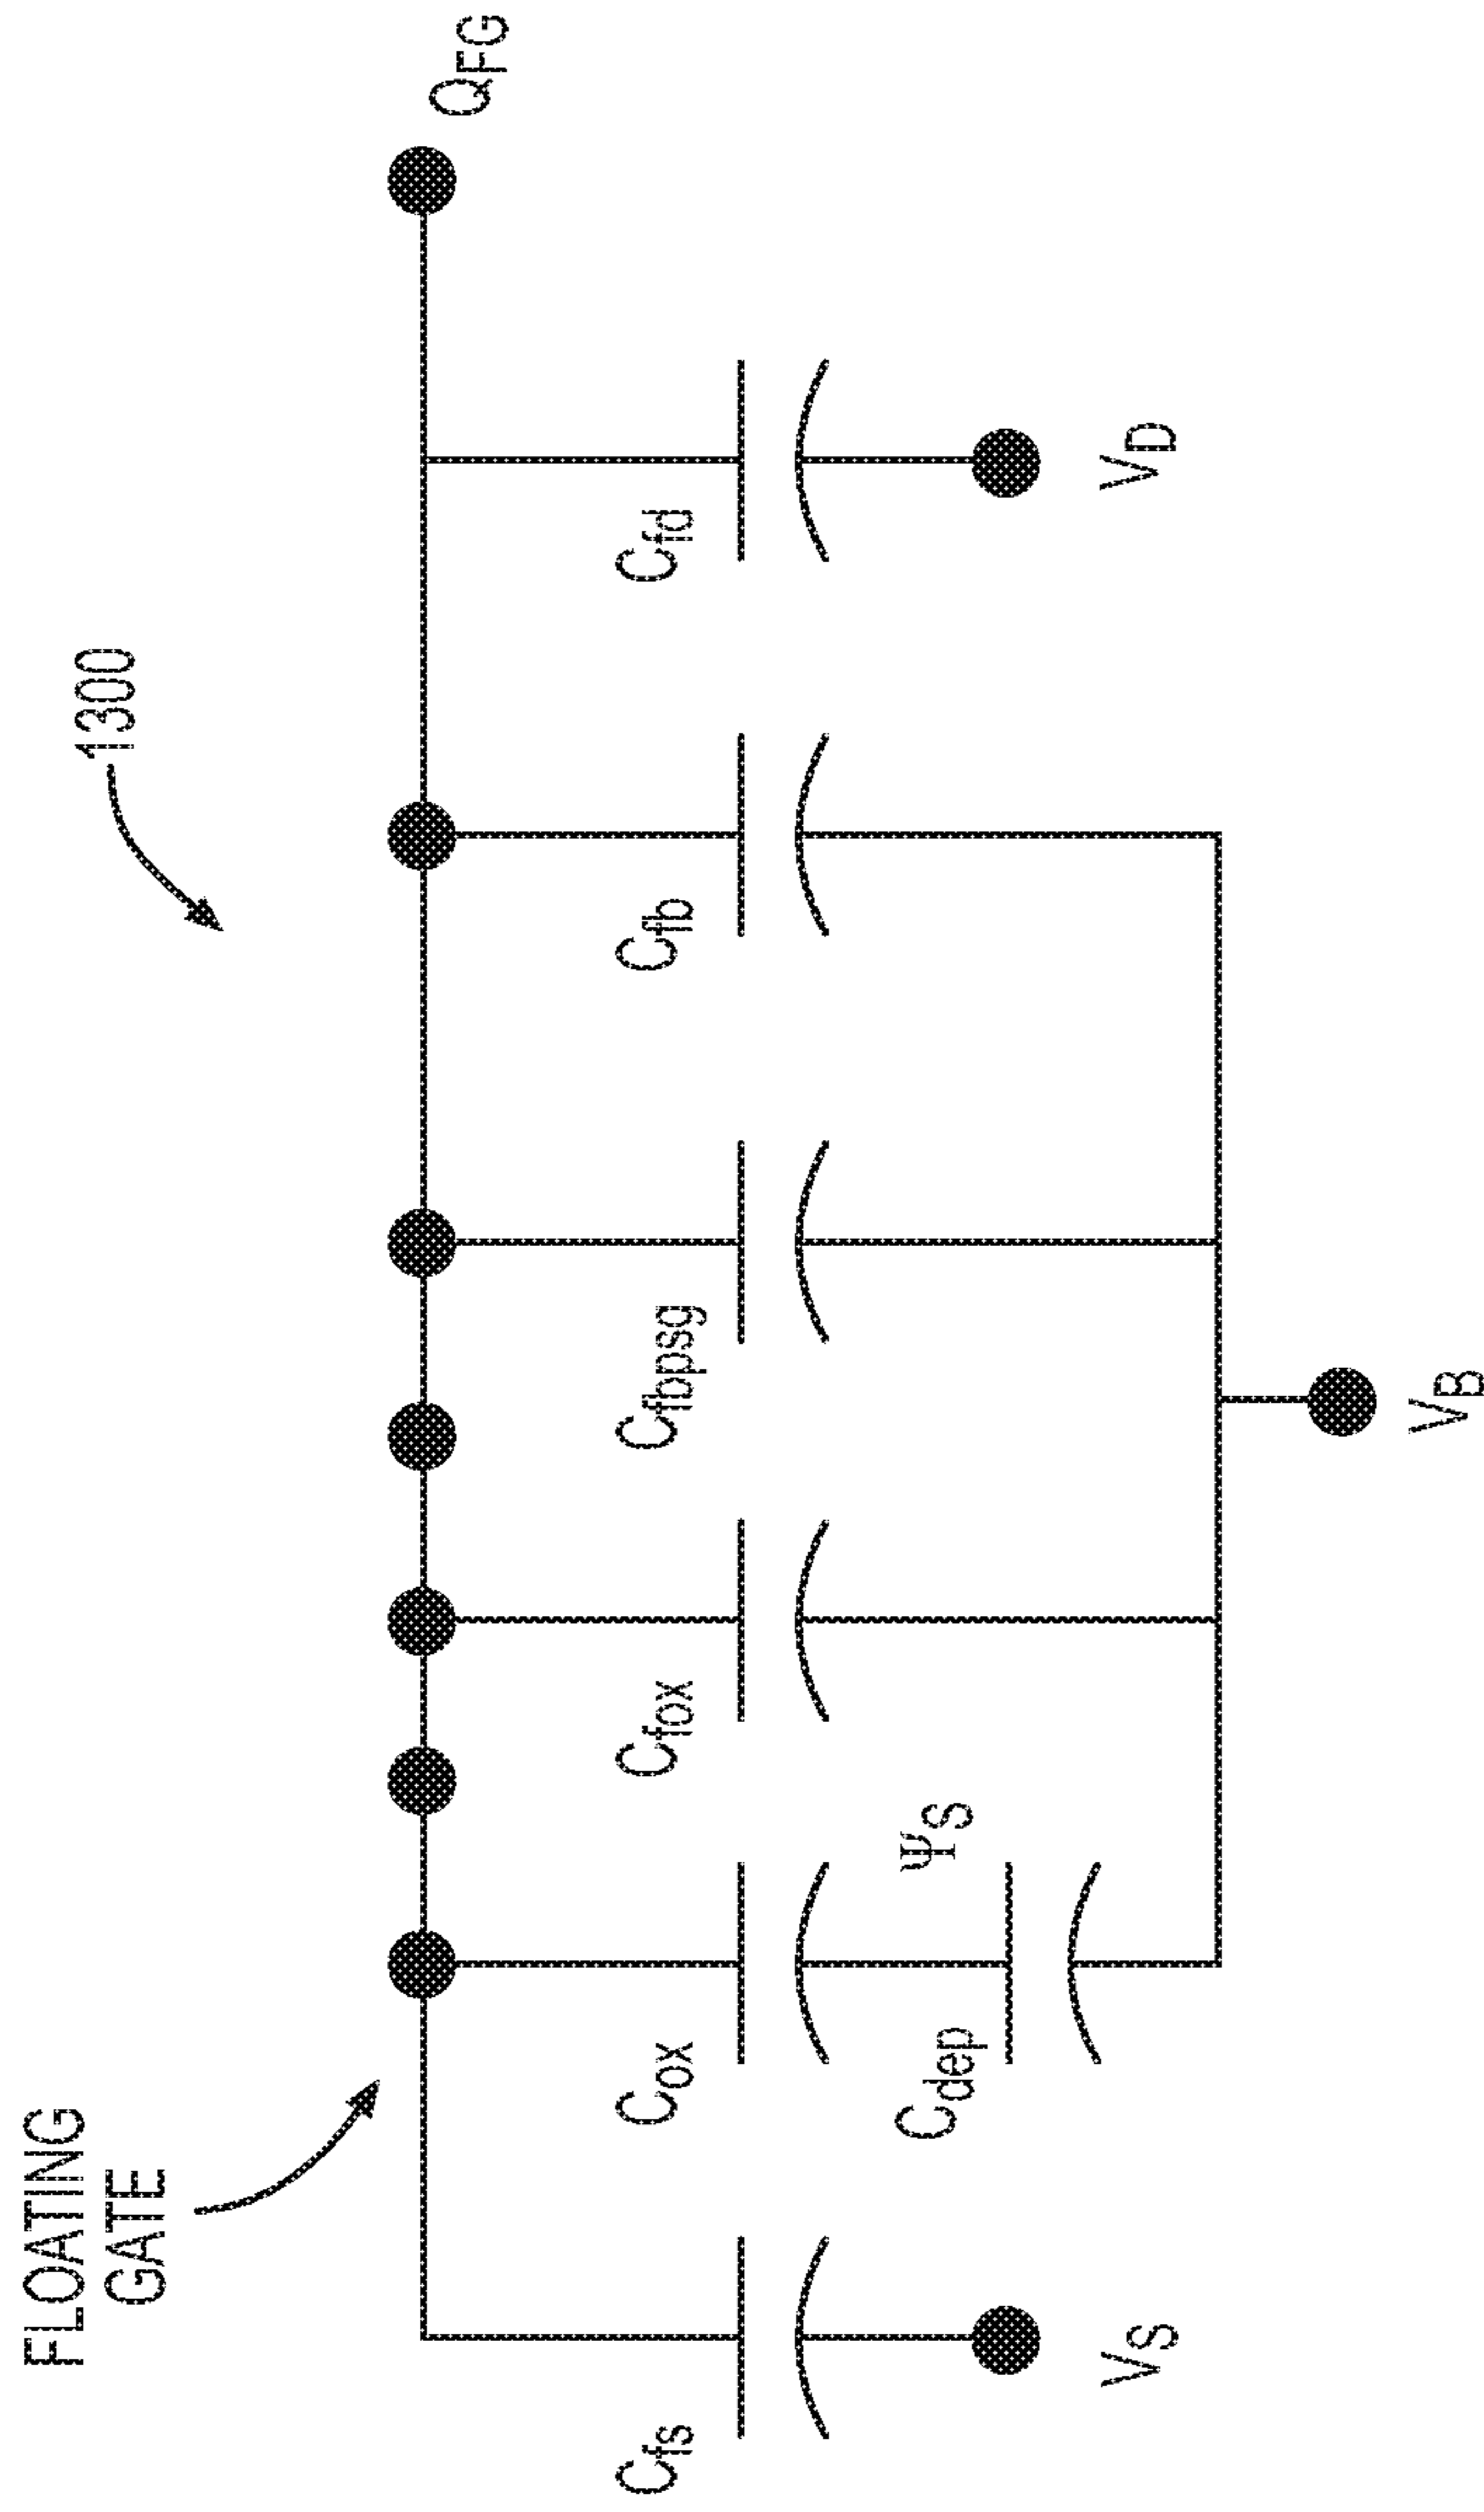 1300
FLOATING
GATE
QFG
Cfs
Cox
Cfox
Cfbpsg
Cfb
Cfd
Cdep
ΨS
VS
VD
VB